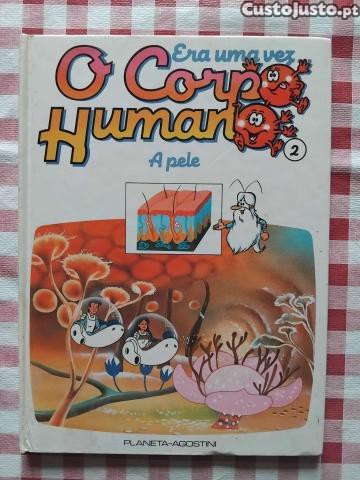 CustoJusto.pt
Era uma vez
O Corpo
Humano
2
A pele
PLANETA-AGOSTINI